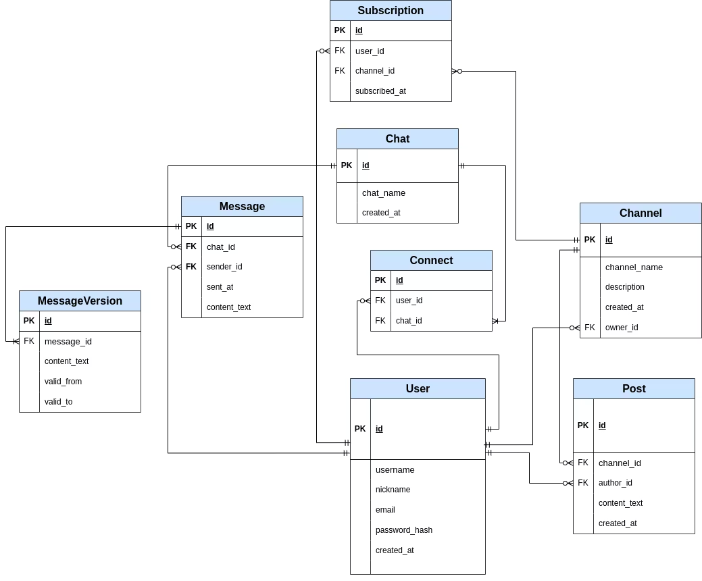 Subscription
PK id
FK user_id
FK channel_id
subscribed_at
Chat
PK id
chat_name
created_at
Message
PK id
FK chat_id
FK sender_id
sent_at
content_text
Channel
PK id
channel_name
description
created_at
FK owner_id
Connect
PK id
FK user_id
FK chat_id
MessageVersion
PK id
FK message_id
content_text
valid_from
valid_to
User
PK id
username
nickname
email
password_hash
created_at
Post
PK id
FK channel_id
FK author_id
content_text
created_at